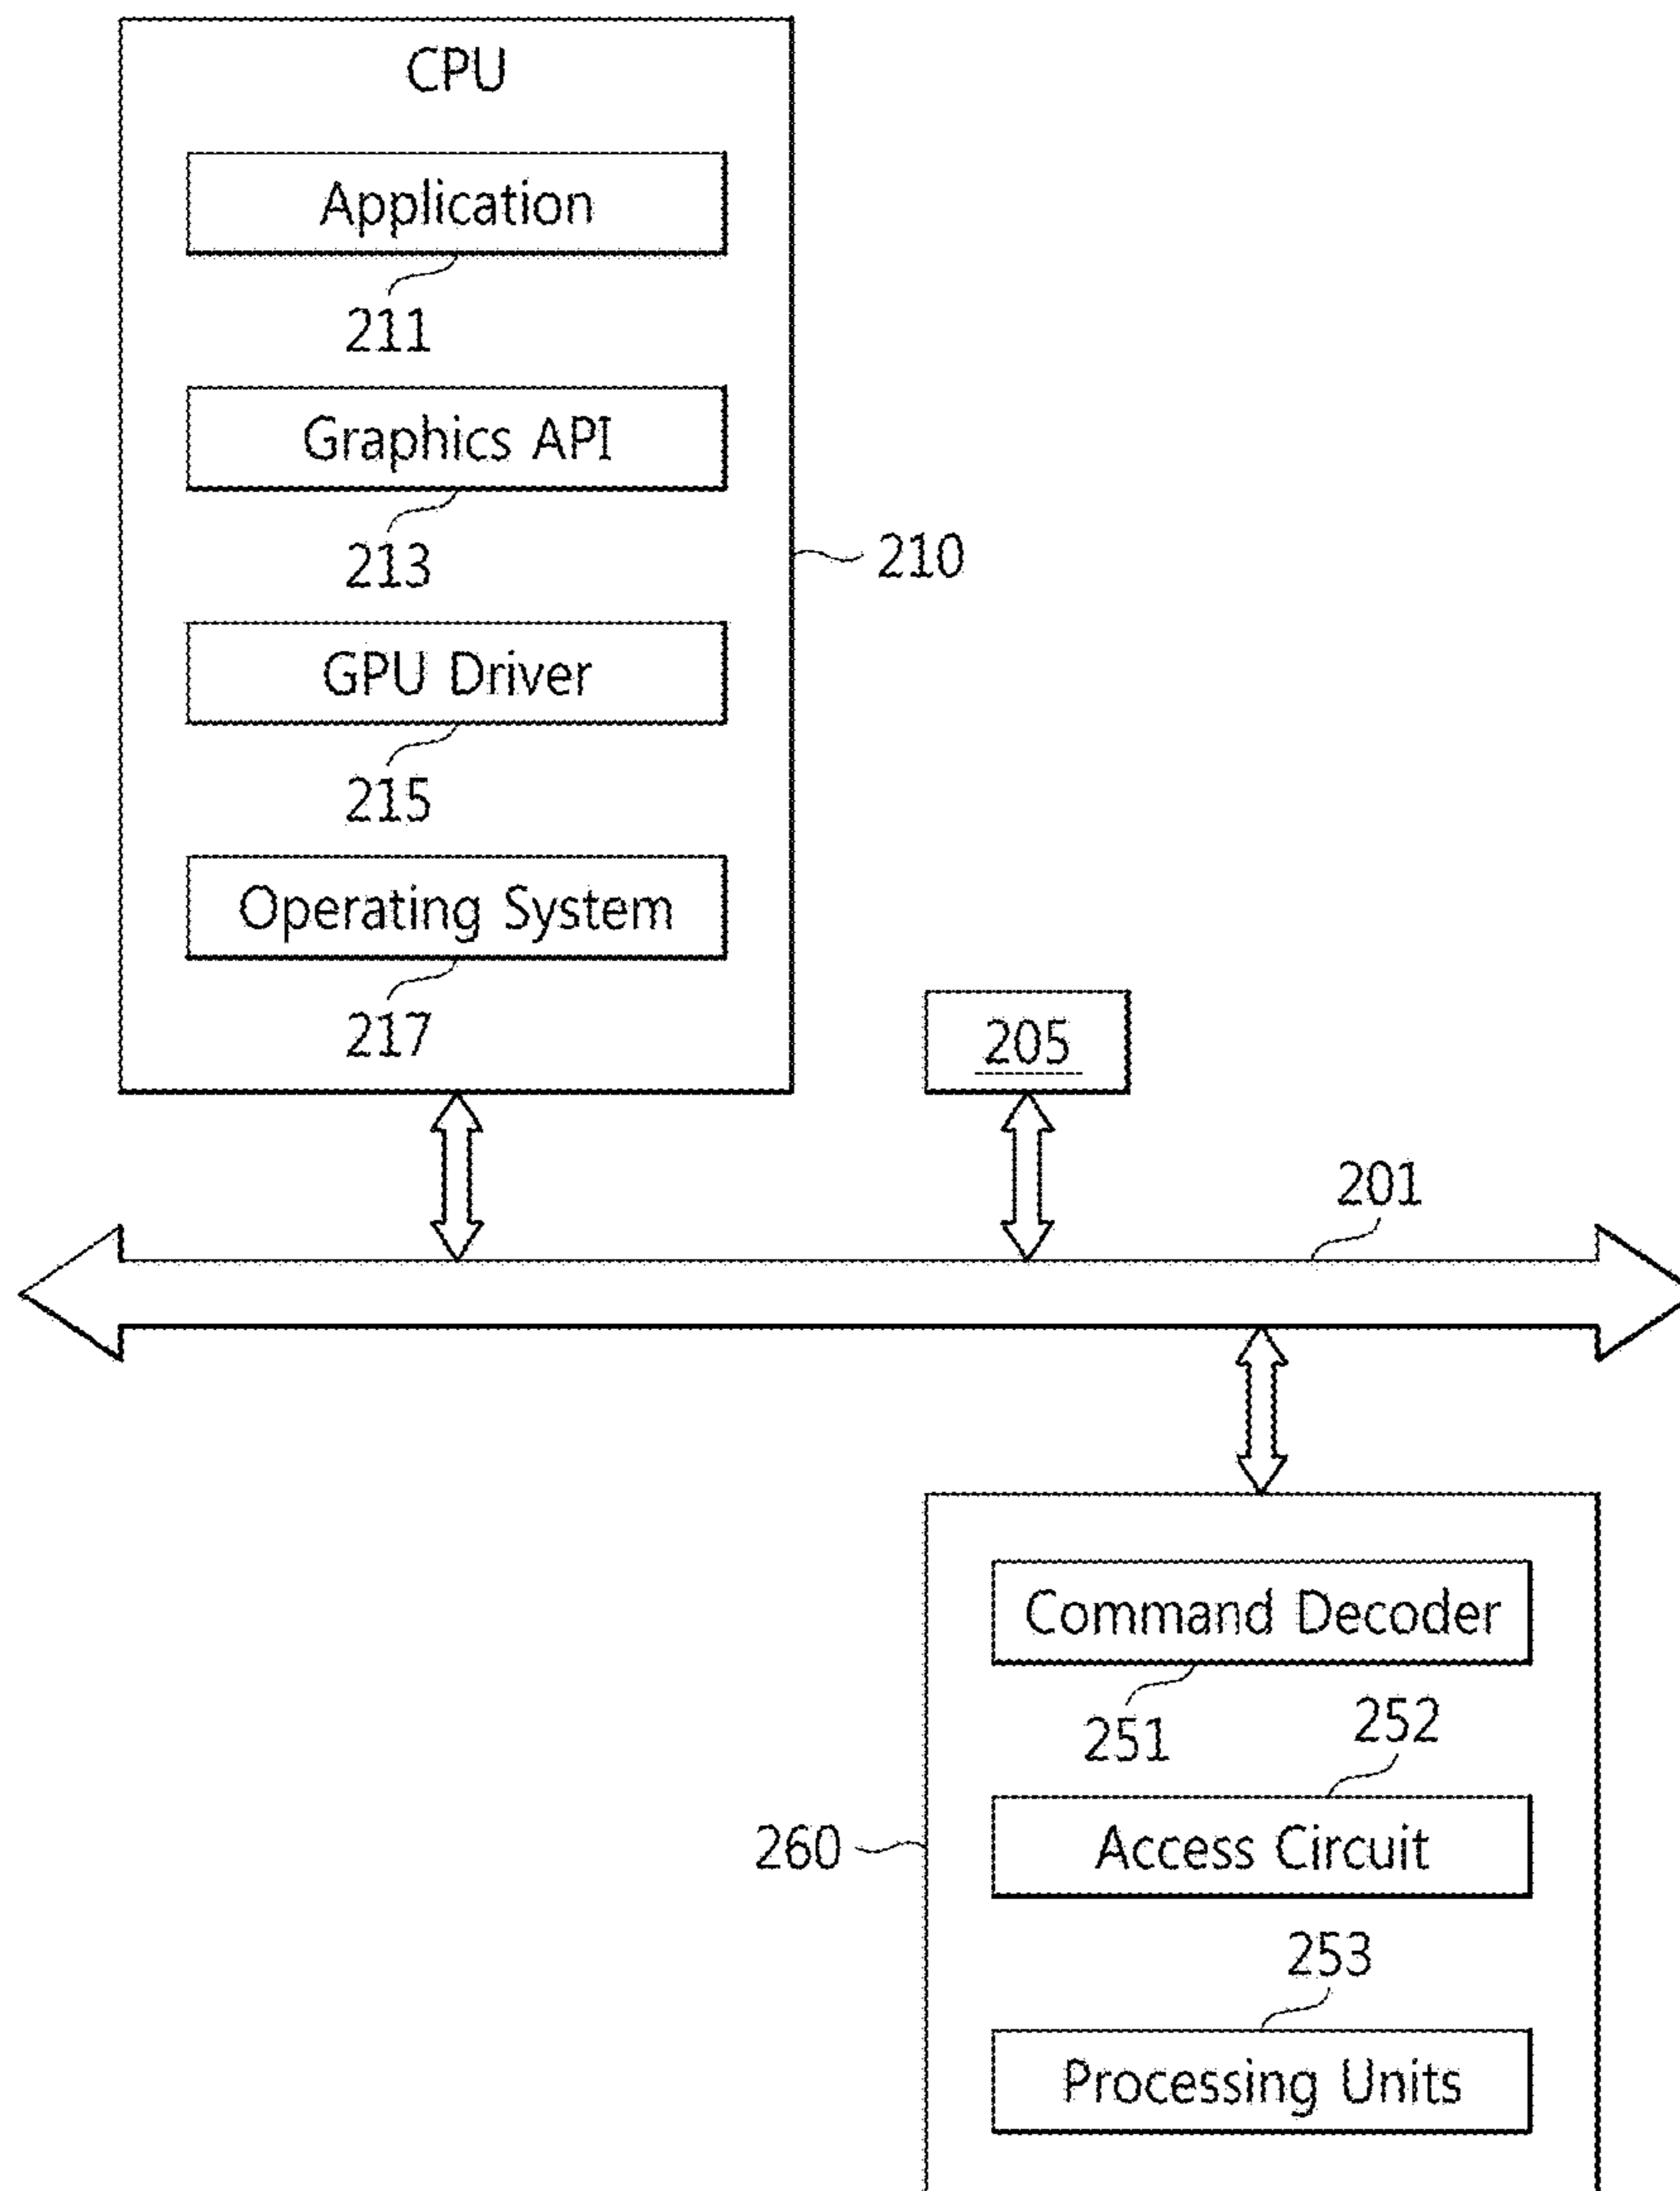 CPU
Application
211
Graphics API
213
210
GPU Driver
215
Operating System
217
205
201
Command Decoder
251
252
260
Access Circuit
253
Processing Units